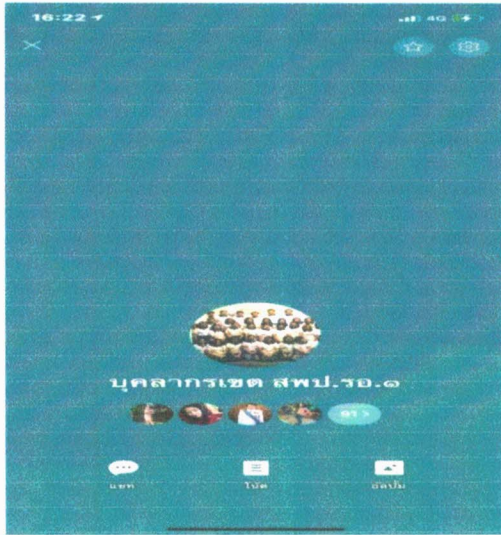 16:22
4G
บุคลากรเขต สพป.รอ.๑
91 >
แชท
โน้ต
อัลบั้ม